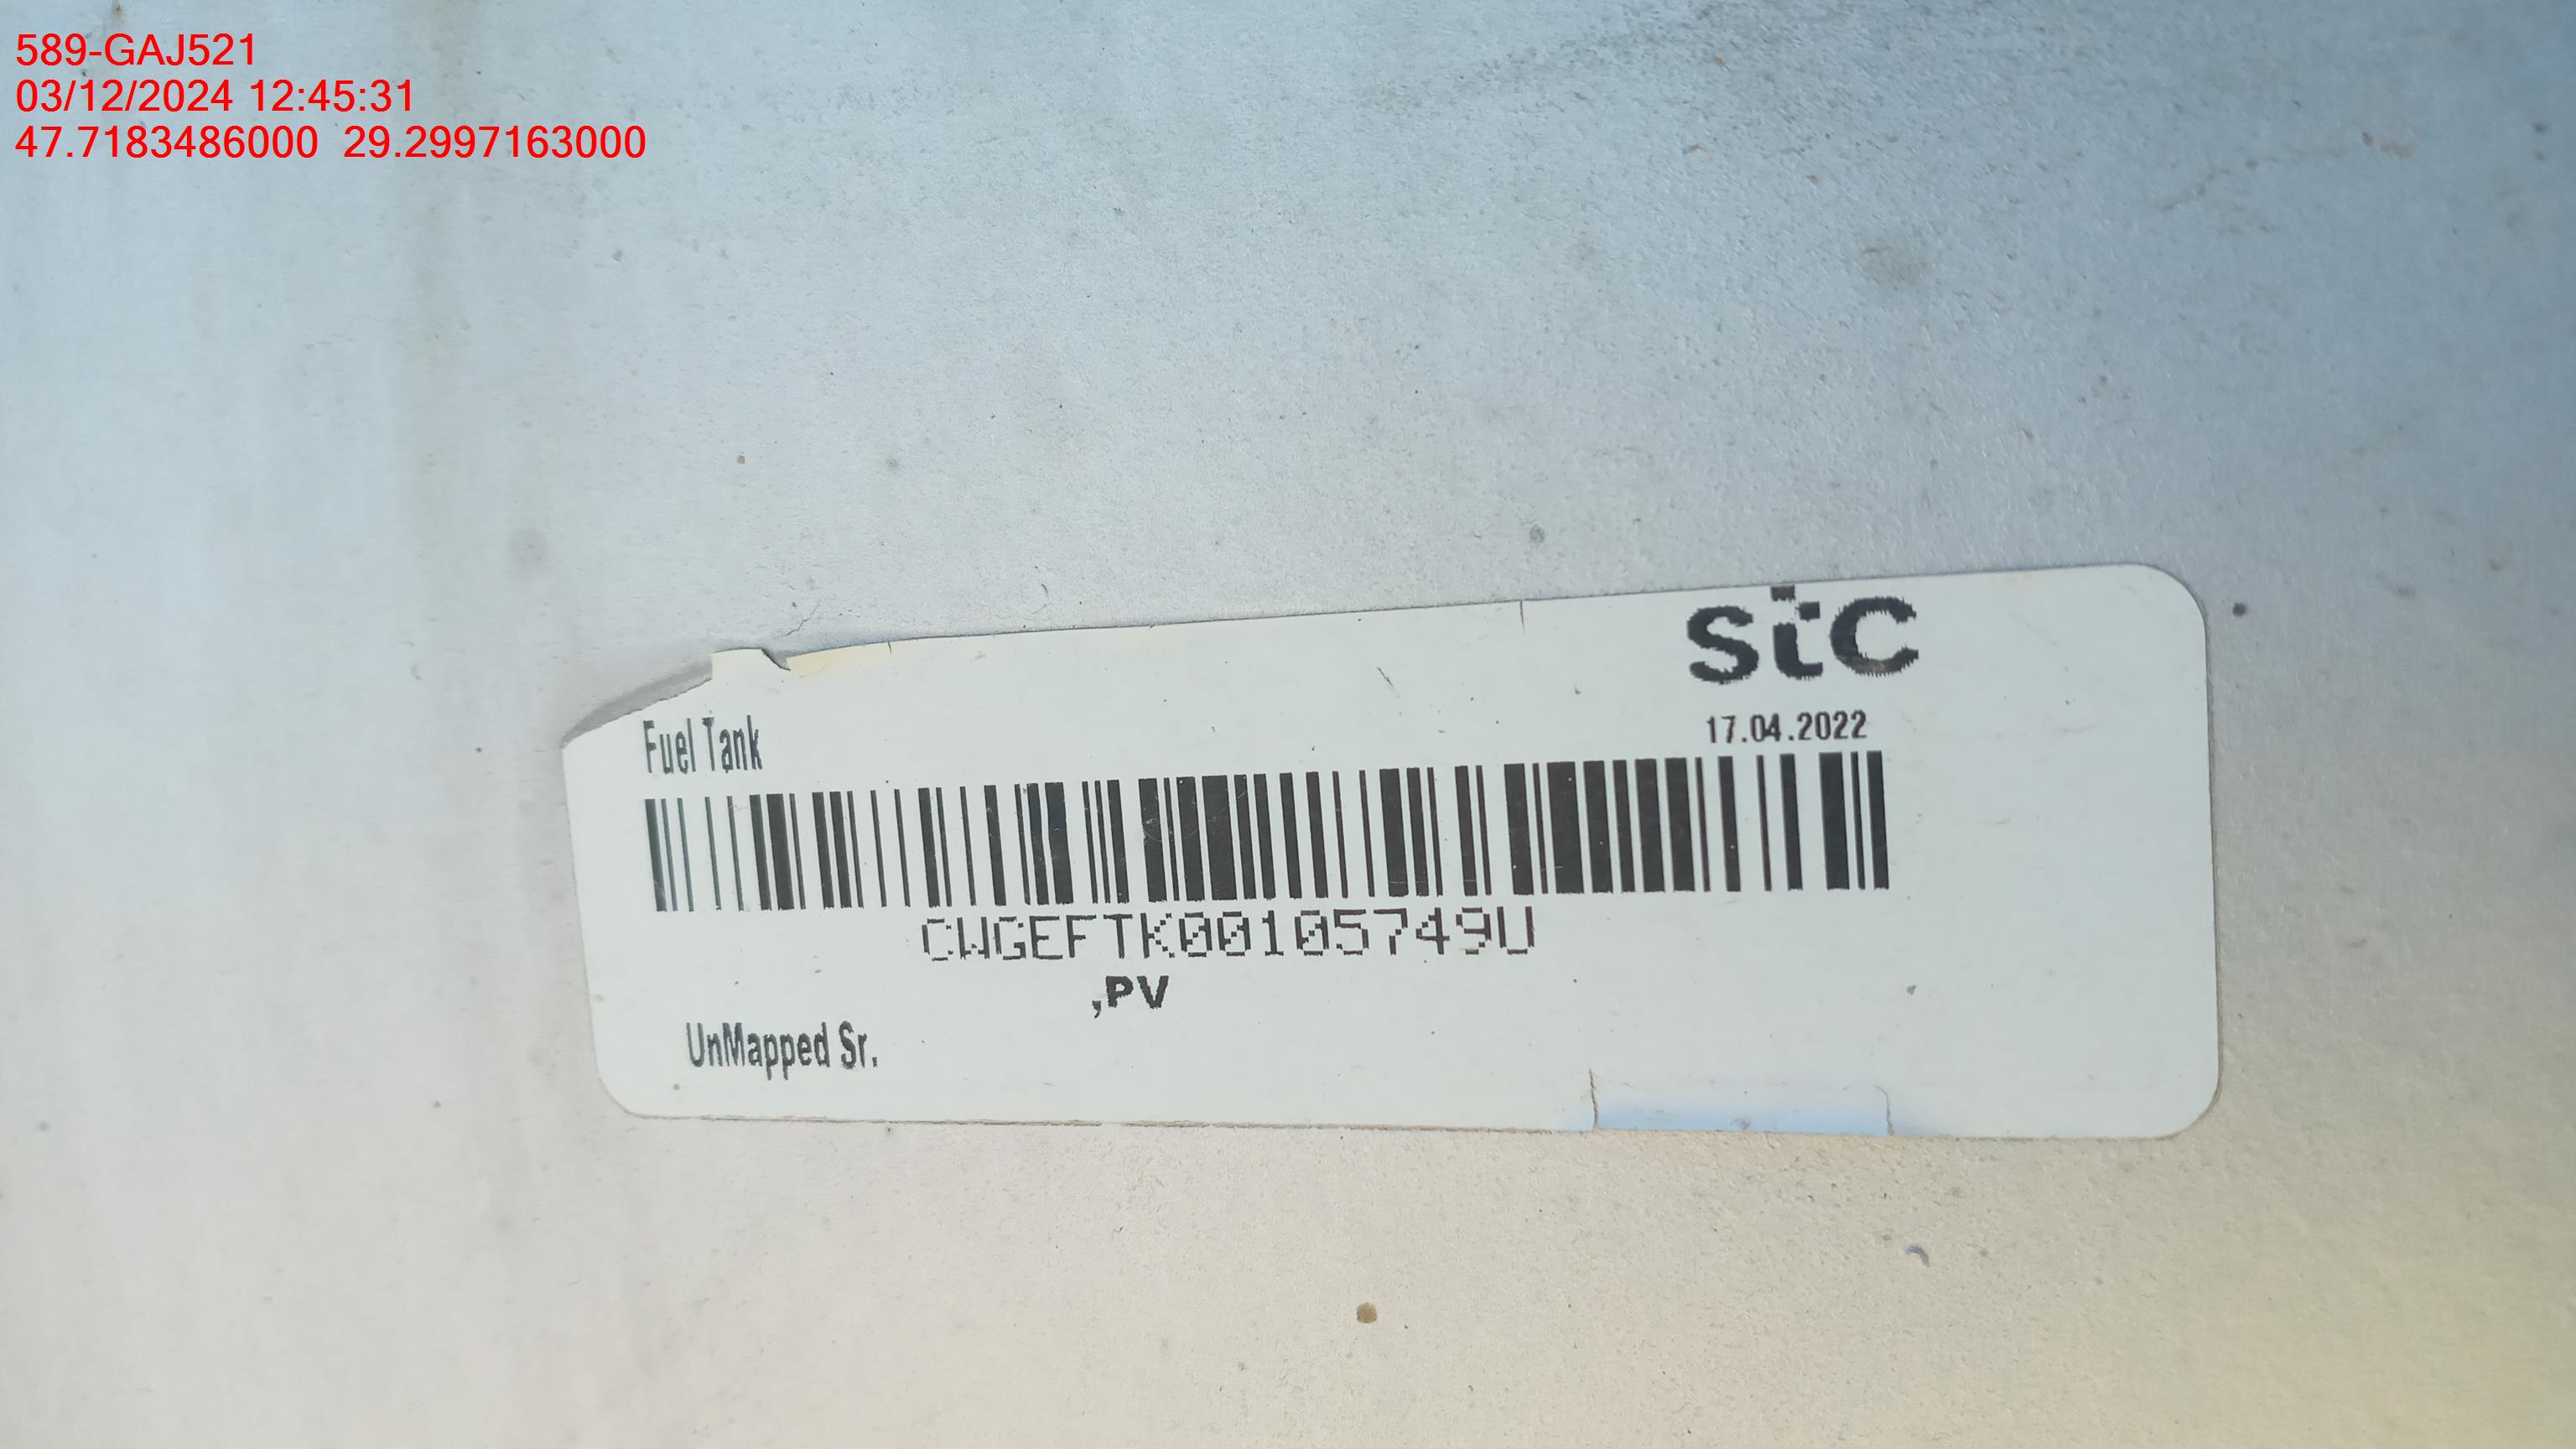 589-GAJ521
03/12/2024 12:45:31
47.7183486000 29.2997163000
stc
Fuel Tank
17.04.2022
CWGEFTK00105749U
,PV
UnMapped Sr.